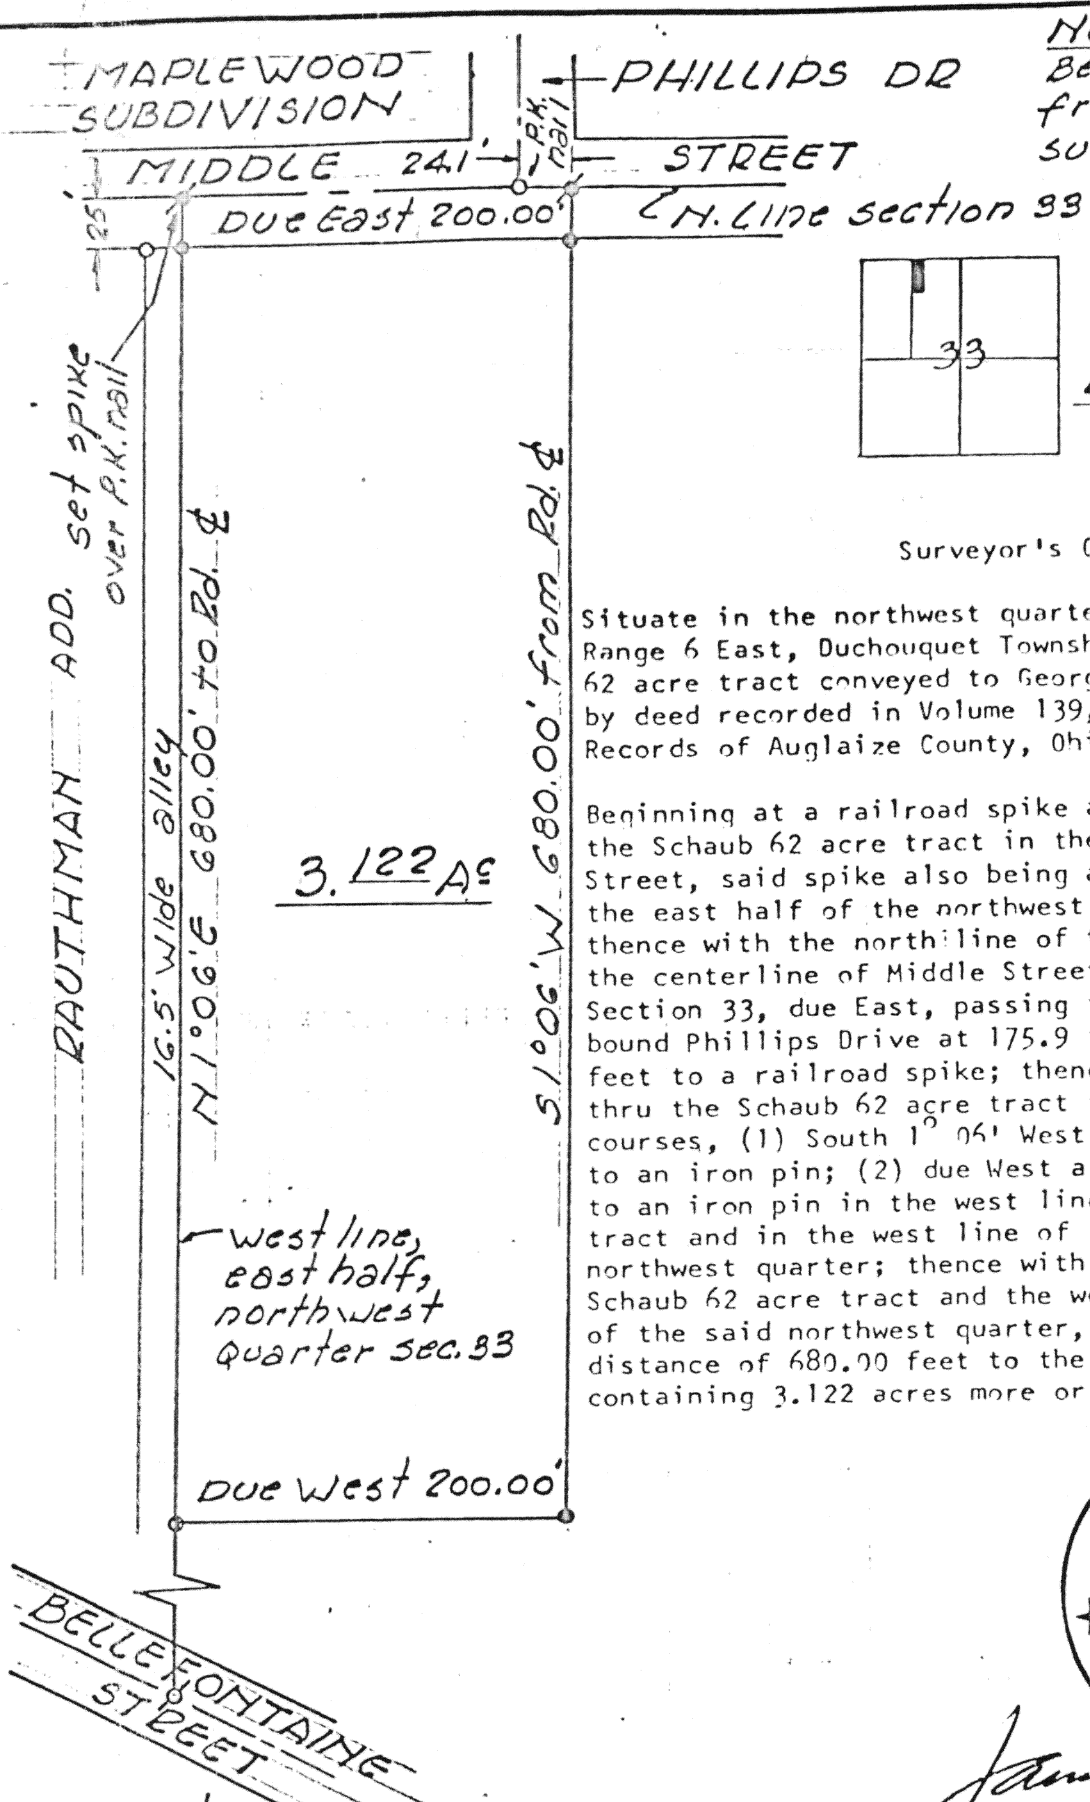 MAPLEWOOD
SUBDIVISION
PHILLIPS DR
P.K.
nail
MIDDLE 24.1' STREET
Due East 200.00'
N. Line section 33
25'
33
set spike
over P.K. nail
RAUTHMAN ADD.
16.5' wide alley
N 1°06'E 680.00' to Rd. ℄
S 1°06'W 680.00' from Rd. ℄
3.122 Ac
west line,
east half,
northwest
Quarter sec. 33
Due West 200.00'
BELLEFONTAINE
STREET
Surveyor's
Situate in the northwest
Range 6 East, Duchouquet
62 acre tract conveyed to
by deed recorded in Volume 139,
Records of Auglaize County,
Beginning at a railroad spike
the Schaub 62 acre tract in
Street, said spike also being
the east half of the northwest
thence with the north line of
the centerline of Middle
Section 33, due East, passing
bound Phillips Drive at 175.9
feet to a railroad spike;
thru the Schaub 62 acre tract
courses, (1) South 1° 06' West
to an iron pin; (2) due West a
to an iron pin in the west
tract and in the west line of
northwest quarter; thence with
Schaub 62 acre tract and the
of the said northwest quarter,
distance of 680.00 feet to the
containing 3.122 acres more or